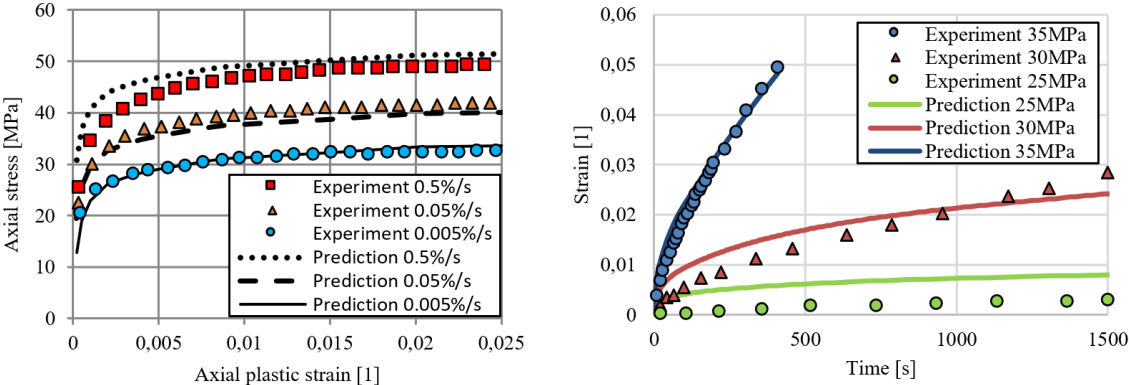 60
50
40
30
20
10
0
Axial stress [MPa]
0
0,005
0,01
0,015
0,02
0,025
Axial plastic strain [1]
Experiment 0.5%/s
Experiment 0.05%/s
Experiment 0.005%/s
Prediction 0.5%/s
Prediction 0.05%/s
Prediction 0.005%/s
0,06
0,05
0,04
0,03
0,02
0,01
0
Strain [1]
0
500
1000
1500
Time [s]
Experiment 35MPa
Experiment 30MPa
Experiment 25MPa
Prediction 25MPa
Prediction 30MPa
Prediction 35MPa